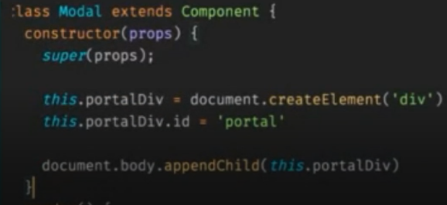 class Modal extends Component {
constructor(props) {
super(props);
this.portalDiv = document.createElement('div')
this.portalDiv.id = 'portal'
document.body.appendChild(this.portalDiv)
}